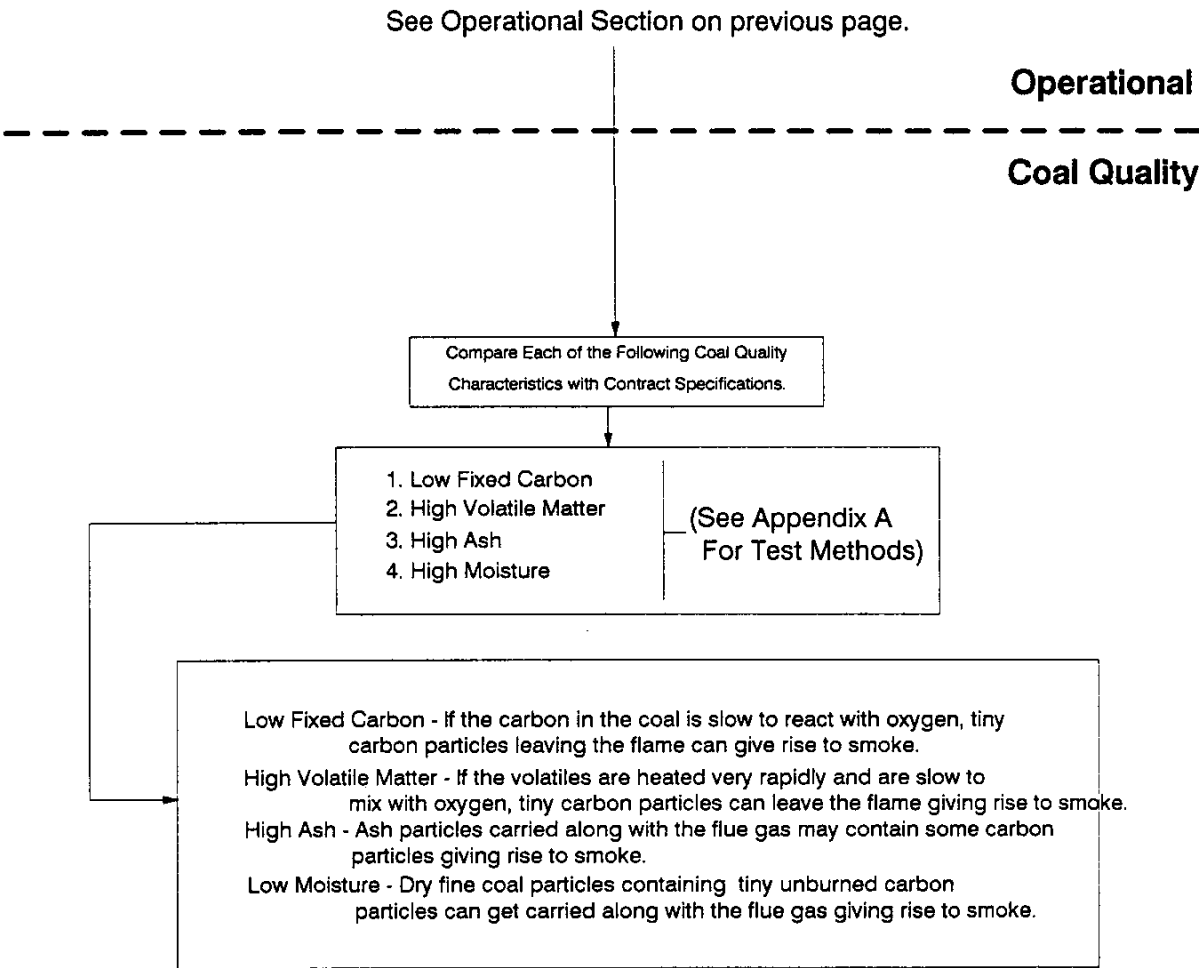 See Operational Section on previous page.
Operational
Coal Quality
Compare Each of the Following Coal Quality
Characteristics with Contract Specifications.
1. Low Fixed Carbon
2. High Volatile Matter
3. High Ash
4. High Moisture
(See Appendix A
For Test Methods)
Low Fixed Carbon - If the carbon in the coal is slow to react with oxygen, tiny
carbon particles leaving the flame can give rise to smoke.
High Volatile Matter - If the volatiles are heated very rapidly and are slow to
mix with oxygen, tiny carbon particles can leave the flame giving rise to smoke.
High Ash - Ash particles carried along with the flue gas may contain some carbon
particles giving rise to smoke.
Low Moisture - Dry fine coal particles containing tiny unburned carbon
particles can get carried along with the flue gas giving rise to smoke.